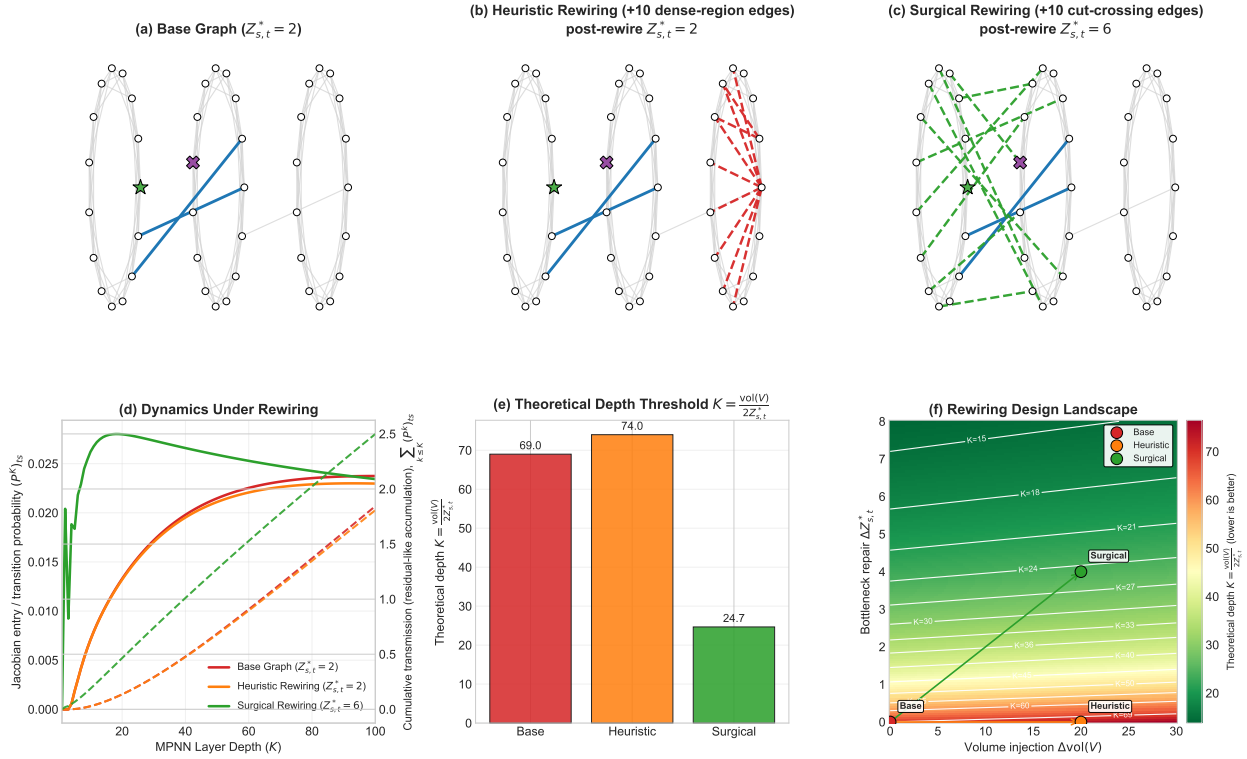 (a) Base Graph (Z*s,t = 2)
(b) Heuristic Rewiring (+10 dense-region edges)
post-rewire Z*s,t = 2
(c) Surgical Rewiring (+10 cut-crossing edges)
post-rewire Z*s,t = 6
(d) Dynamics Under Rewiring
Jacobian entry / transition probability (P^K)ts
0.025
0.020
0.015
0.010
0.005
0.000
20
40
60
80
100
MPNN Layer Depth (K)
2.5
2.0
1.5
1.0
0.5
0.0
Cumulative transmission (residual-like accumulation), ∑k≤K (P^k)ts
Base Graph (Z*s,t = 2)
Heuristic Rewiring (Z*s,t = 2)
Surgical Rewiring (Z*s,t = 6)
(e) Theoretical Depth Threshold K = vol(V)/2Z*s,t
Theoretical depth K = vol(V)/2Z*s,t
70
60
50
40
30
20
10
0
69.0
74.0
24.7
Base
Heuristic
Surgical
(f) Rewiring Design Landscape
Bottleneck repair ΔZ*s,t
8
7
6
5
4
3
2
1
0
K=15
K=18
K=21
K=24
K=27
K=30
K=33
K=36
K=40
K=50
K=60
K=69
Base
Heuristic
Surgical
Surgical
Base
Heuristic
0
5
10
15
20
25
30
Volume injection Δvol(V)
70
60
50
40
30
20
Theoretical depth K = vol(V)/2Z*s,t (lower is better)